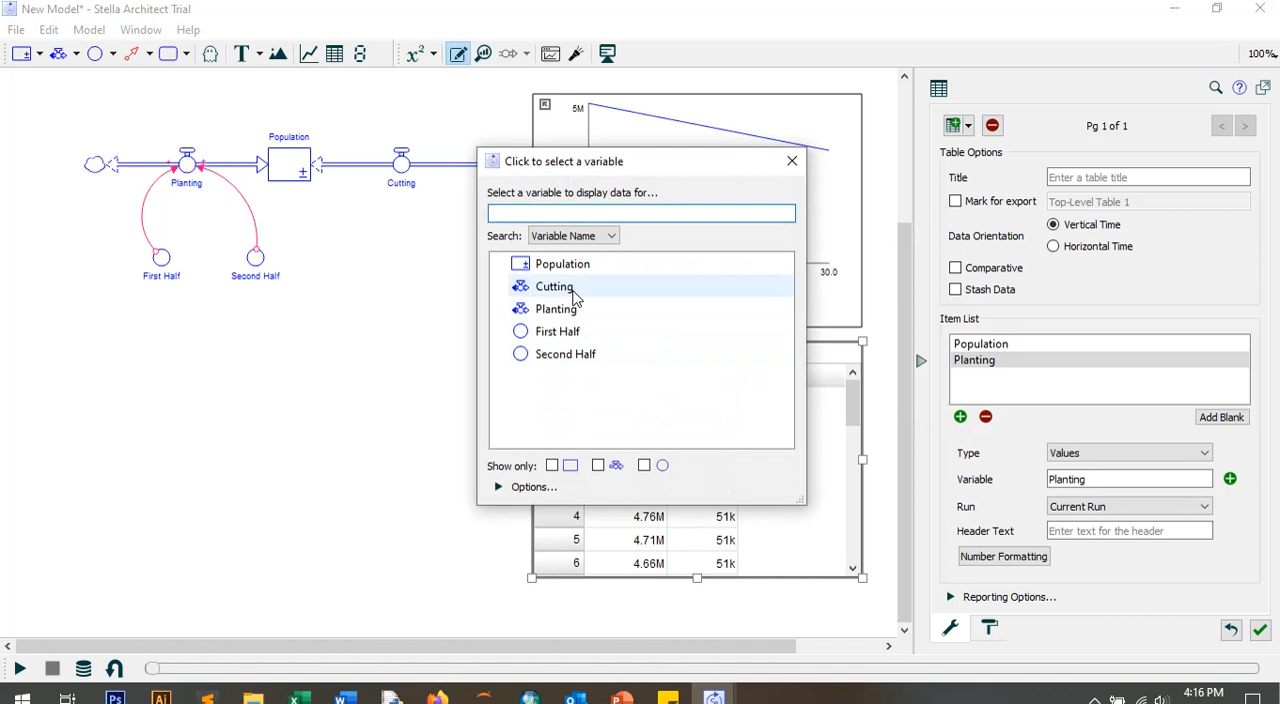 New Model* - Stella Architect Trial
File Edit Model Window Help
T x² 100%
Population
Planting
Cutting
First Half
Second Half
5M
30.0
Click to select a variable
Select a variable to display data for...
Search: Variable Name
Population
Cutting
Planting
First Half
Second Half
Show only:
Options...
4 4.76M 51k
5 4.71M 51k
6 4.66M 51k
Pg 1 of 1
Table Options
Title Enter a table title
Mark for export Top-Level Table 1
Data Orientation Vertical Time
Horizontal Time
Comparative
Stash Data
Item List
Population
Planting
Add Blank
Type Values
Variable Planting
Run Current Run
Header Text Enter text for the header
Number Formatting
Reporting Options...
4:16 PM